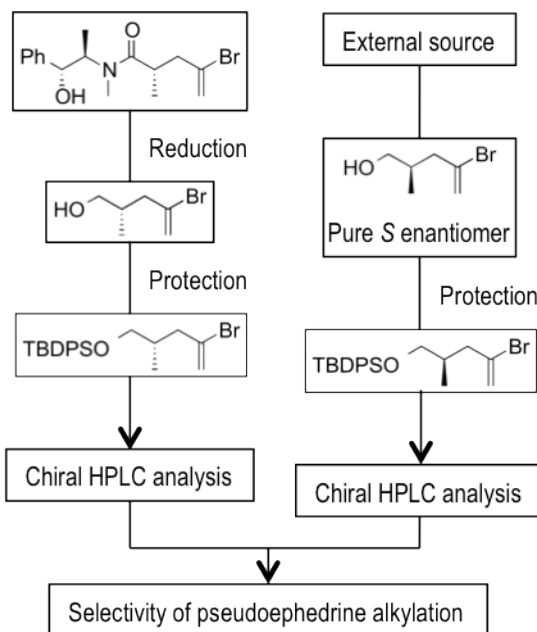 External source
O
Ph
N
Br
OH
Reduction
HO
Br
HO
Br
Pure S enantiomer
Protection
Protection
TBDPSO
Br
TBDPSO
Br
Chiral HPLC analysis
Chiral HPLC analysis
Selectivity of pseudoephedrine alkylation